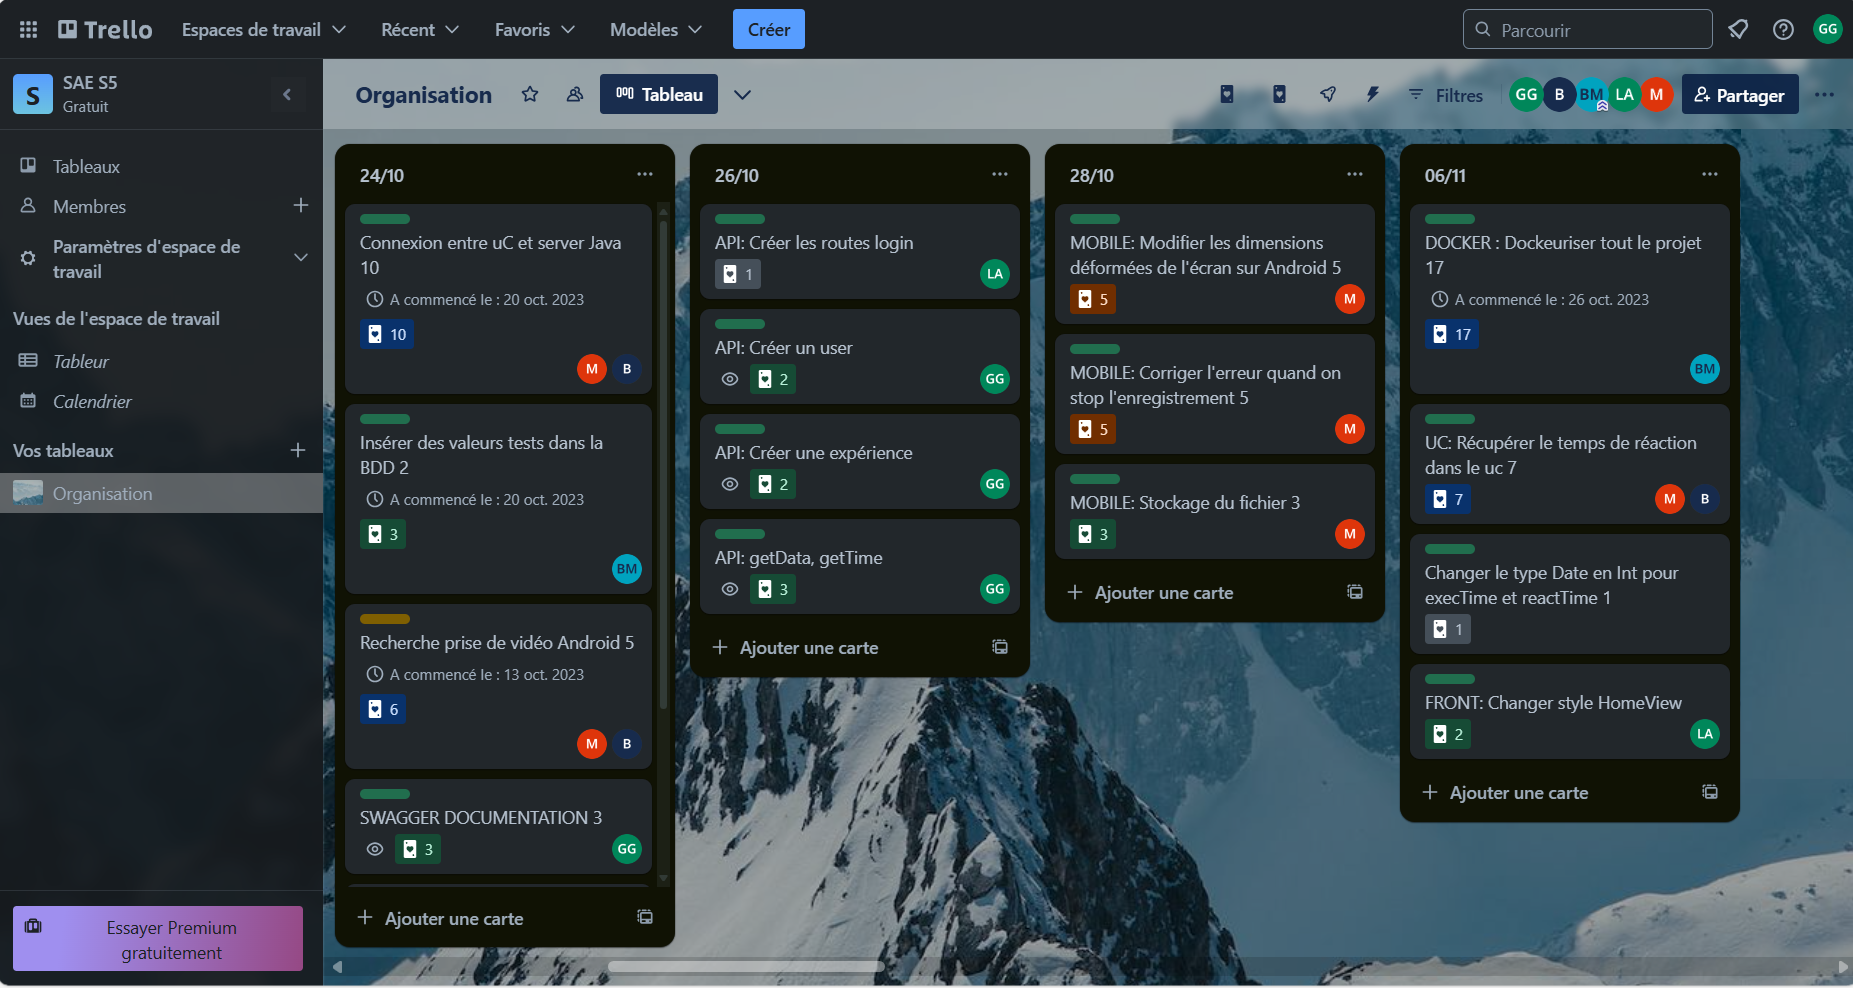 Trello
Espaces de travail
Récent
Favoris
Modèles
Créer
Parcourir
GG
S
SAE S5
Gratuit
Tableaux
Membres
Paramètres d'espace de
travail
Vues de l'espace de travail
Tableur
Calendrier
Vos tableaux
Organisation
Essayer Premium
gratuitement
Organisation
Tableau
Filtres
GG
B
BM
LA
M
Partager
24/10
Connexion entre uC et server Java
10
A commencé le : 20 oct. 2023
10
M
B
Insérer des valeurs tests dans la
BDD 2
A commencé le : 20 oct. 2023
3
BM
Recherche prise de vidéo Android 5
A commencé le : 13 oct. 2023
6
M
B
SWAGGER DOCUMENTATION 3
3
GG
Ajouter une carte
26/10
API: Créer les routes login
1
LA
API: Créer un user
2
GG
API: Créer une expérience
2
GG
API: getData, getTime
3
GG
Ajouter une carte
28/10
MOBILE: Modifier les dimensions
déformées de l'écran sur Android 5
5
M
MOBILE: Corriger l'erreur quand on
stop l'enregistrement 5
5
M
MOBILE: Stockage du fichier 3
3
M
Ajouter une carte
06/11
DOCKER : Dockeuriser tout le projet
17
A commencé le : 26 oct. 2023
17
BM
UC: Récupérer le temps de réaction
dans le uc 7
7
M
B
Changer le type Date en Int pour
execTime et reactTime 1
1
FRONT: Changer style HomeView
2
LA
Ajouter une carte